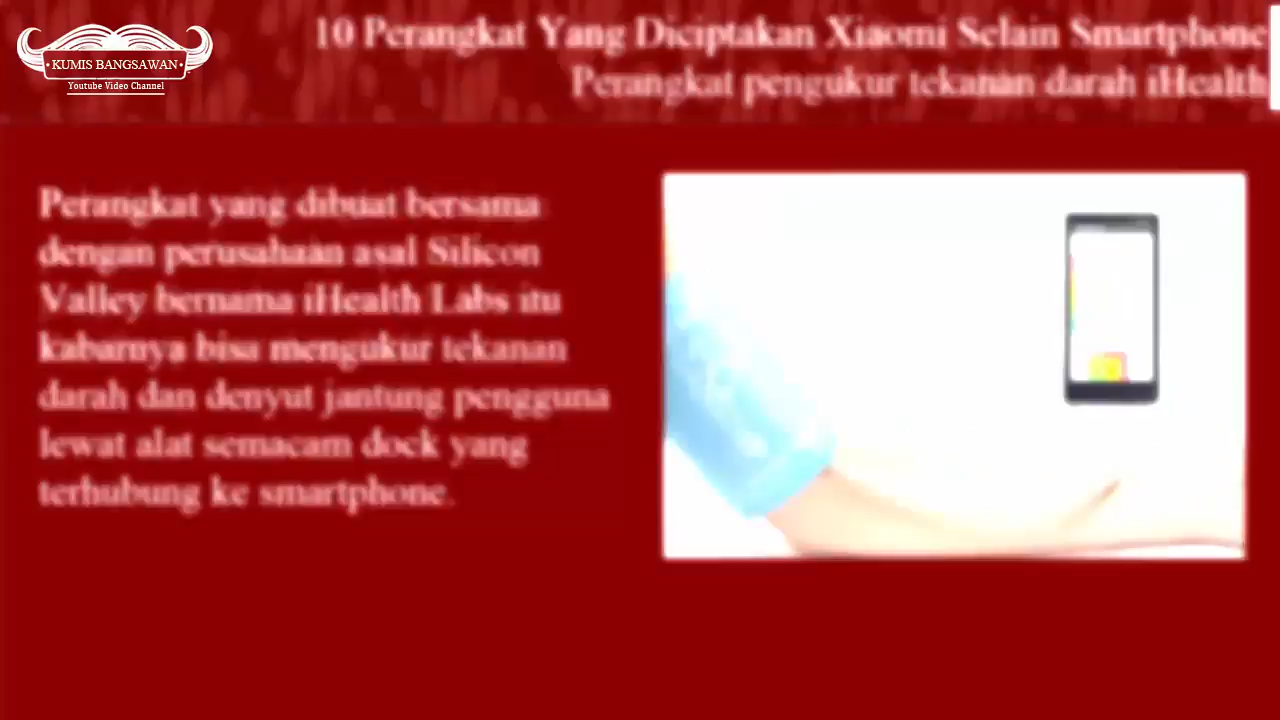 KUMIS BANGSAWAN
Youtube Video Channel
10 Perangkat Yang Diciptakan Xiaomi Selain Smartphone
Perangkat pengukur tekanan darah iHealth
Perangkat yang dibuat bersama
dengan perusahaan asal Silicon
Valley bernama iHealth Labs itu
kabarnya bisa mengukur tekanan
darah dan denyut jantung pengguna
lewat alat semacam dock yang
terhubung ke smartphone.